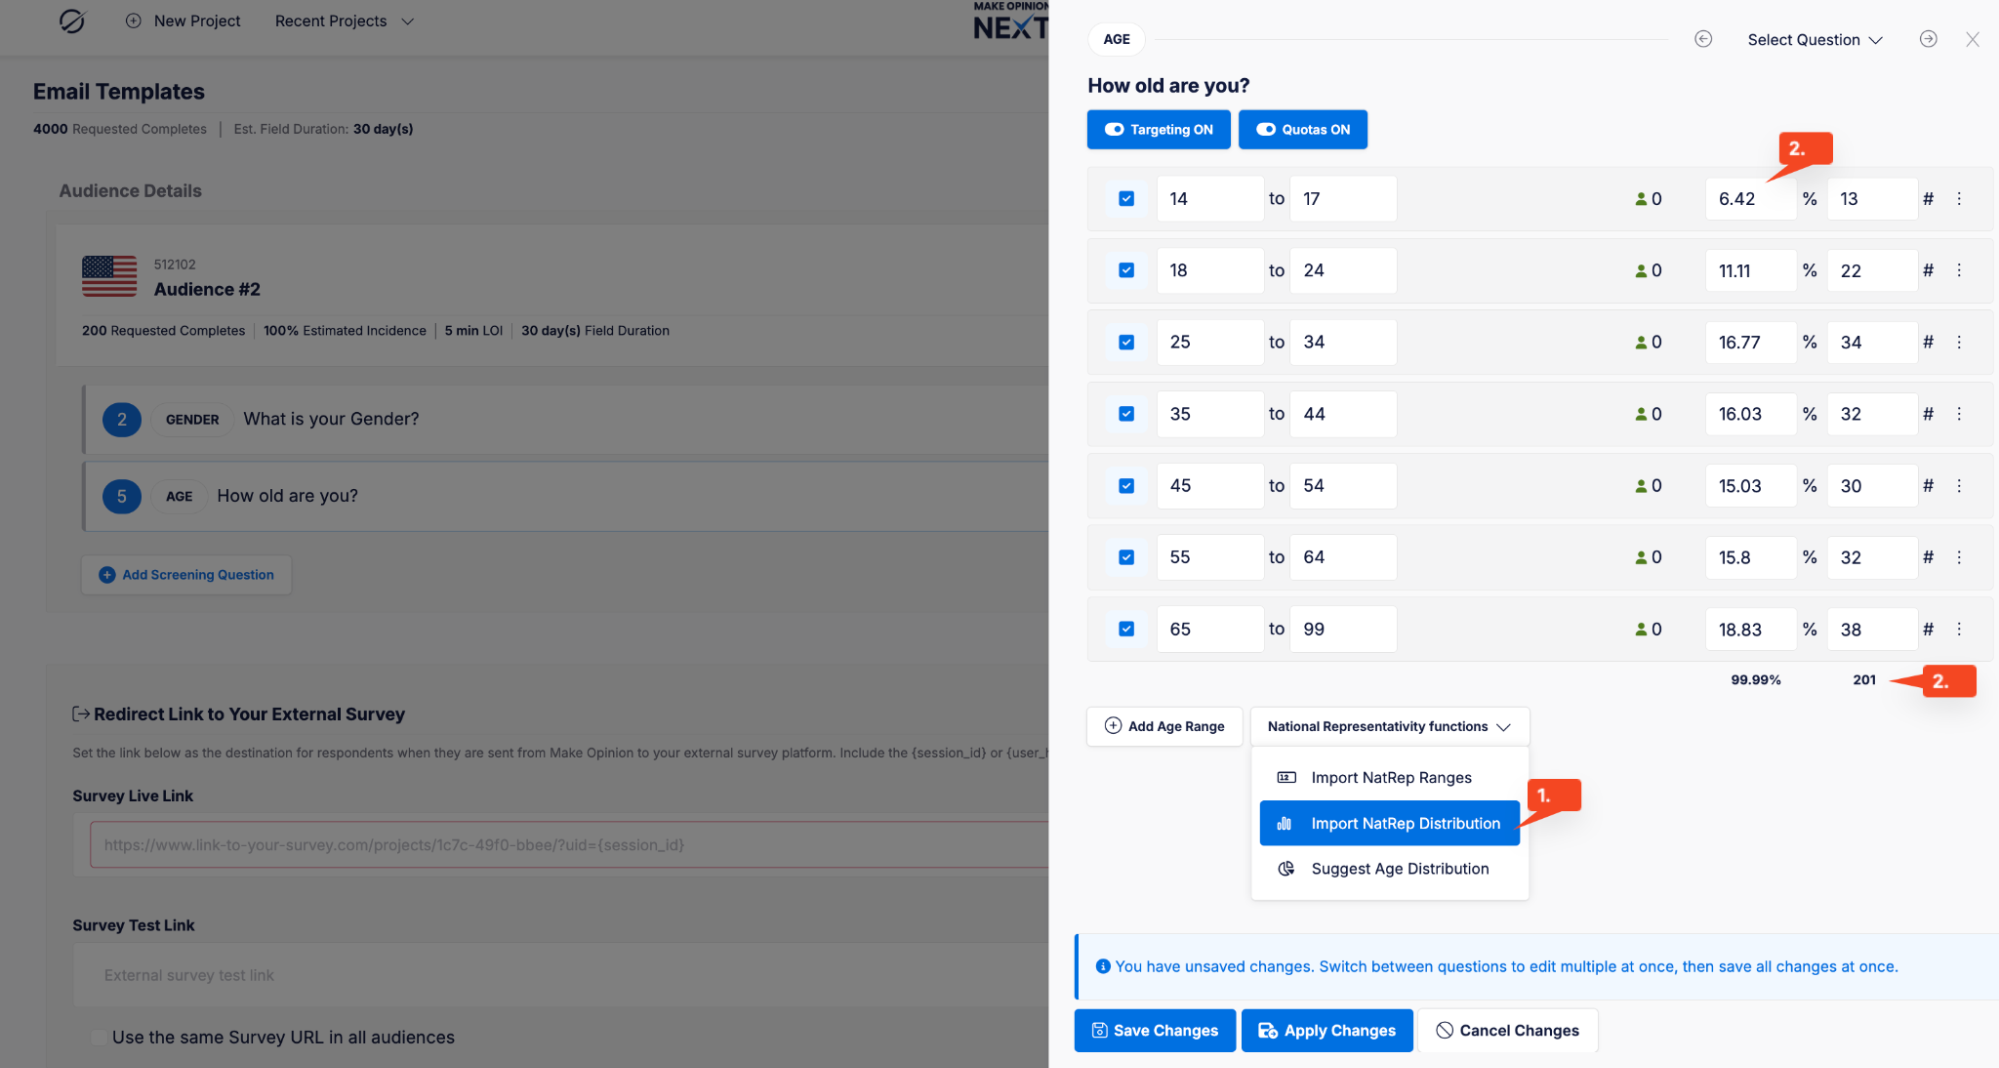 New Project
Recent Projects
MAKE OPINION
NEXT
Email Templates
4000 Requested Completes | Est. Field Duration: 30 day(s)
Audience Details
512102
Audience #2
200 Requested Completes | 100% Estimated Incidence | 5 min LOI | 30 day(s) Field Duration
2 GENDER What is your Gender?
5 AGE How old are you?
Add Screening Question
Redirect Link to Your External Survey
Set the link below as the destination for respondents when they are sent from Make Opinion to your external survey platform. Include the {session_id} or {user_
Survey Live Link
https://www.link-to-your-survey.com/projects/1c7c-49f0-bbee/?uid={session_id}
Survey Test Link
External survey test link
Use the same Survey URL in all audiences
AGE
Select Question
How old are you?
Targeting ON
Quotas ON
2.
14 to 17 0 6.42 % 13 #
18 to 24 0 11.11 % 22 #
25 to 34 0 16.77 % 34 #
35 to 44 0 16.03 % 32 #
45 to 54 0 15.03 % 30 #
55 to 64 0 15.8 % 32 #
65 to 99 0 18.83 % 38 #
99.99% 201
2.
Add Age Range
National Representativity functions
Import NatRep Ranges
Import NatRep Distribution
1.
Suggest Age Distribution
You have unsaved changes. Switch between questions to edit multiple at once, then save all changes at once.
Save Changes
Apply Changes
Cancel Changes